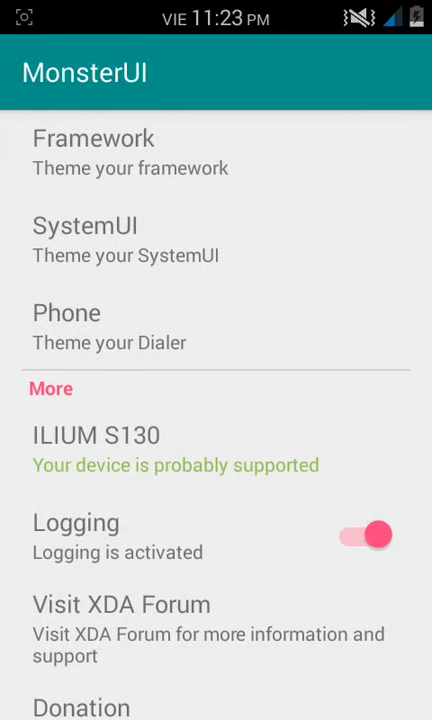 VIE 11:23 PM
MonsterUI
Framework
Theme your framework
SystemUI
Theme your SystemUI
Phone
Theme your Dialer
More
ILIUM S130
Your device is probably supported
Logging
Logging is activated
Visit XDA Forum
Visit XDA Forum for more information and
support
Donation